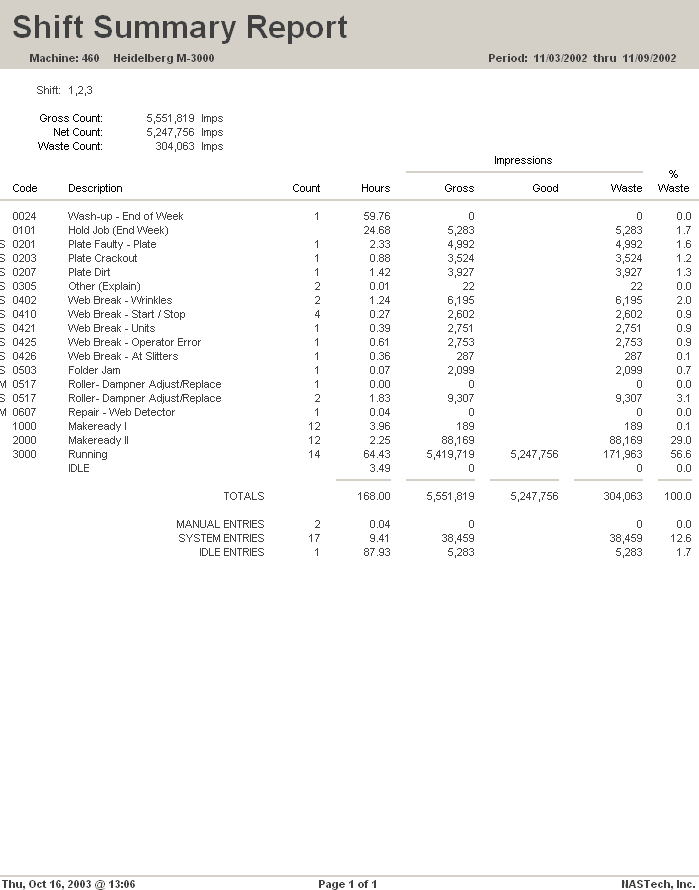 Shift Summary Report
Machine: 460 Heidelberg M-3000 Period: 11/03/2002 thru 11/09/2002
Shift: 1,2,3
Gross Count: 5,551,819 Imps
Net Count: 5,247,756 Imps
Waste Count: 304,063 Imps
Impressions
%
Code Description Count Hours Gross Good Waste Waste
0024 Wash-up - End of Week 1 59.76 0 0 0.0
0101 Hold Job (End Week) 24.68 5,283 5,283 1.7
S 0201 Plate Faulty - Plate 1 2.33 4,992 4,992 1.6
S 0203 Plate Crackout 1 0.88 3,524 3,524 1.2
S 0207 Plate Dirt 1 1.42 3,927 3,927 1.3
S 0305 Other (Explain) 2 0.01 22 22 0.0
S 0402 Web Break - Wrinkles 2 1.24 6,195 6,195 2.0
S 0410 Web Break - Start / Stop 4 0.27 2,602 2,602 0.9
S 0421 Web Break - Units 1 0.39 2,751 2,751 0.9
S 0425 Web Break - Operator Error 1 0.61 2,753 2,753 0.9
S 0426 Web Break - At Slitters 1 0.36 287 287 0.1
S 0503 Folder Jam 1 0.07 2,099 2,099 0.7
M 0517 Roller- Dampner Adjust/Replace 1 0.00 0 0 0.0
S 0517 Roller- Dampner Adjust/Replace 2 1.83 9,307 9,307 3.1
M 0607 Repair - Web Detector 1 0.04 0 0 0.0
1000 Makeready I 12 3.96 189 189 0.1
2000 Makeready II 12 2.25 88,169 88,169 29.0
3000 Running 14 64.43 5,419,719 5,247,756 171,963 56.6
IDLE 3.49 0 0 0.0
TOTALS 168.00 5,551,819 5,247,756 304,063 100.0
MANUAL ENTRIES 2 0.04 0 0 0.0
SYSTEM ENTRIES 17 9.41 38,459 38,459 12.6
IDLE ENTRIES 1 87.93 5,283 5,283 1.7
Thu, Oct 16, 2003 @ 13:06 Page 1 of 1 NASTech, Inc.